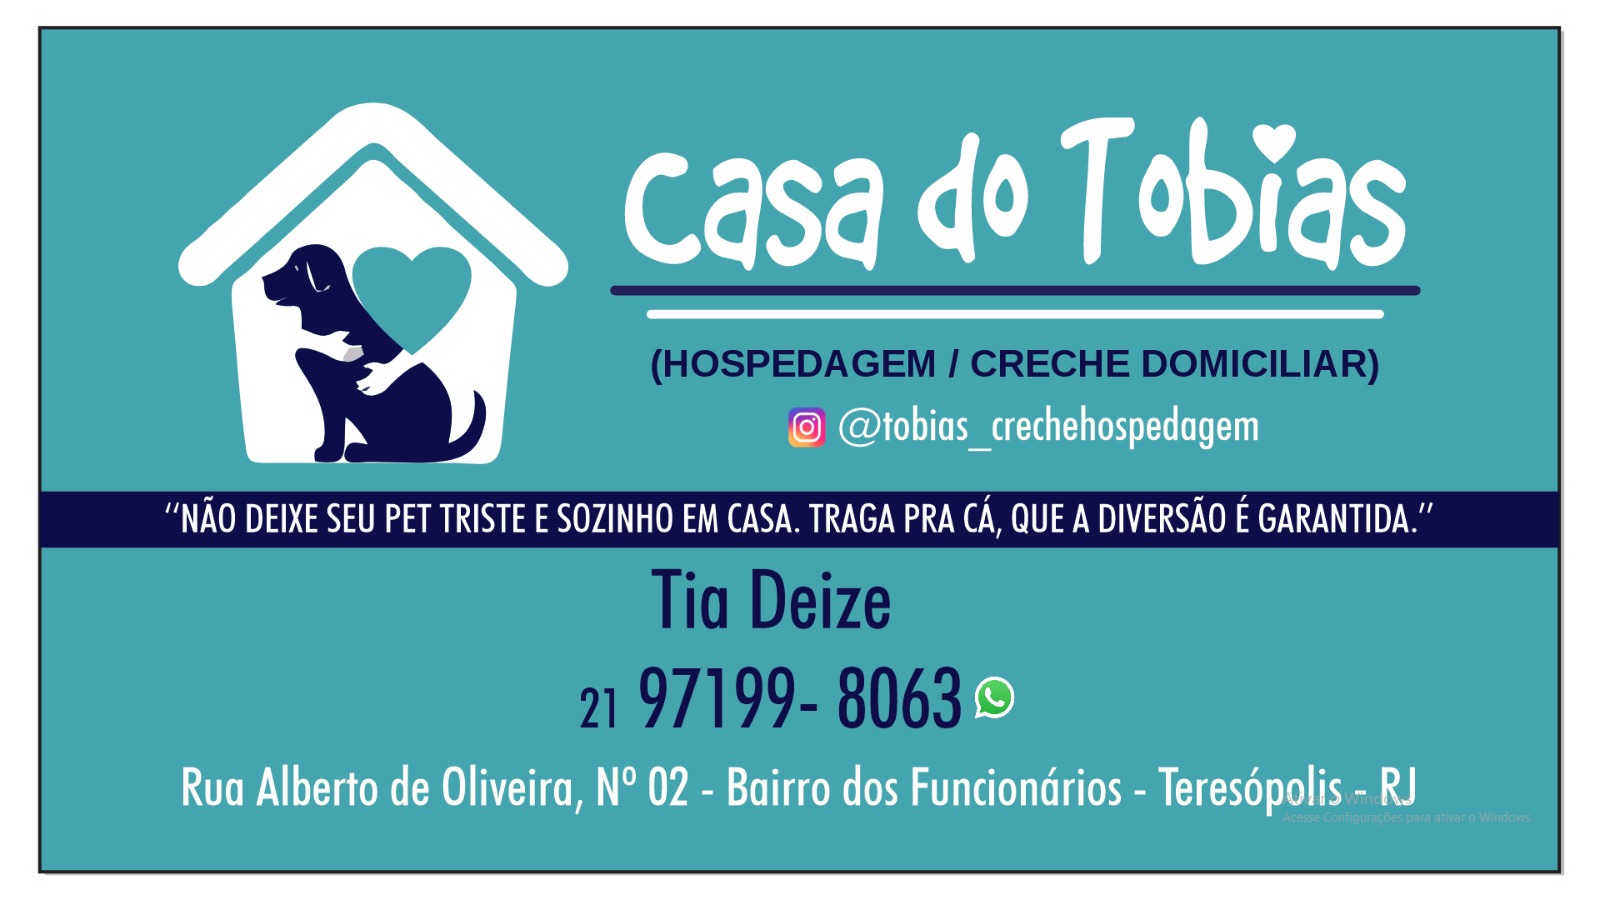 Casa do Tobias
(HOSPEDAGEM / CRECHE DOMICILIAR)
@tobias_crechehospedagem
‘‘NÃO DEIXE SEU PET TRISTE E SOZINHO EM CASA. TRAGA PRA CÁ, QUE A DIVERSÃO É GARANTIDA.’’
Tia Deize
21 97199- 8063
Rua Alberto de Oliveira, Nº 02 - Bairro dos Funcionários - Teresópolis - RJ
Ativar o Windows
Acesse Configurações para ativar o Windows.